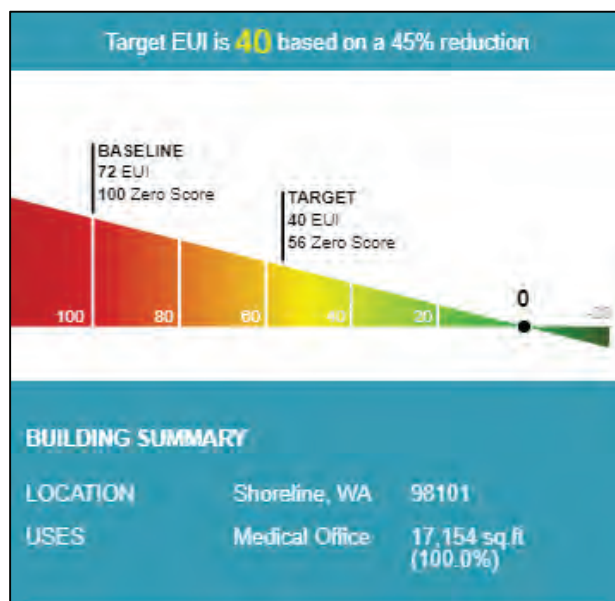 Target EUI is 40 based on a 45% reduction
BASELINE
72 EUI
100 Zero Score
TARGET
40 EUI
56 Zero Score
0
100 80 60 40 20 -20
BUILDING SUMMARY
LOCATION Shoreline, WA 98101
USES Medical Office 17,154 sq.ft
(100.0%)